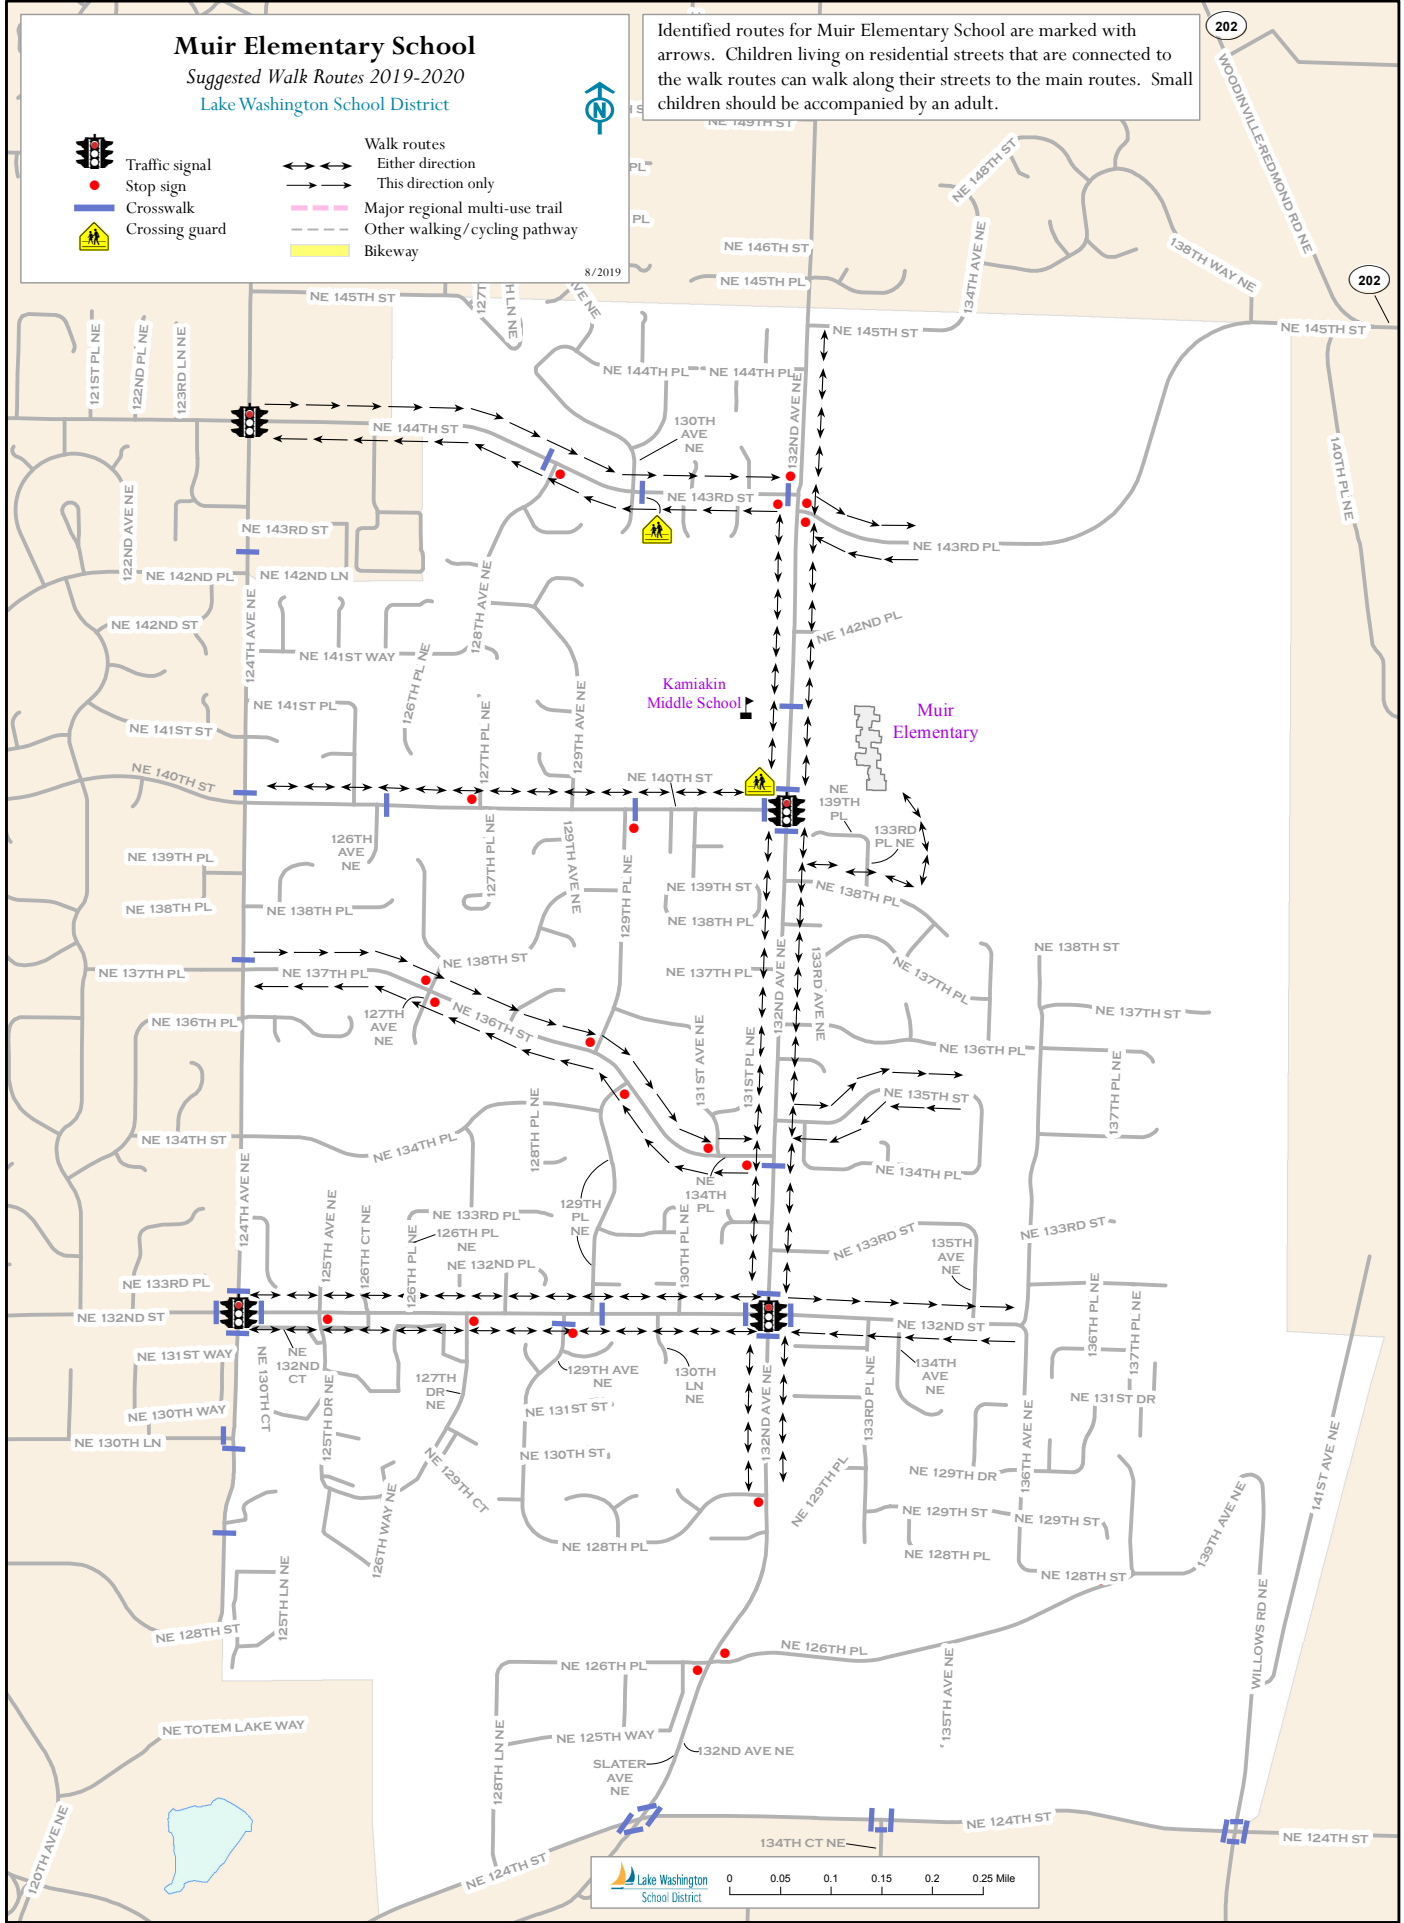 Muir Elementary School
Suggested Walk Routes 2019-2020
Lake Washington School District
N
Traffic signal
Stop sign
Crosswalk
Crossing guard
Walk routes
Either direction
This direction only
Major regional multi-use trail
Other walking/cycling pathway
Bikeway
8/2019
Identified routes for Muir Elementary School are marked with
arrows. Children living on residential streets that are connected to
the walk routes can walk along their streets to the main routes. Small
children should be accompanied by an adult.
202
WOODINVILLE-REDMOND RD NE
NE 149TH ST
PL
NE 148TH ST
PL
NE 146TH ST
134TH AVE NE
138TH WAY NE
202
NE 145TH PL
NE 145TH ST
127T
H LN NE
VE NE
NE 145TH ST
NE 145TH ST
121ST PL NE
122ND PL NE
123RD LN NE
NE 144TH PL
NE 144TH PL
132ND AVE NE
NE 144TH ST
130TH
AVE
NE
140TH PL NE
122ND AVE NE
NE 143RD ST
NE 143RD ST
NE 143RD PL
NE 142ND PL
NE 142ND LN
128TH AVE NE
NE 142ND ST
124TH AVE NE
NE 142ND PL
NE 141ST WAY
126TH PL NE
Kamiakin
Middle School
Muir
Elementary
NE 141ST PL
NE 141ST ST
127TH PL NE
129TH AVE NE
NE 140TH ST
NE 140TH ST
NE
139TH
PL
133RD
PL NE
126TH
AVE
NE
127TH PL NE
129TH AVE NE
129TH PL NE
NE 139TH PL
NE 139TH ST
NE 138TH PL
NE 138TH PL
NE 138TH PL
NE 138TH PL
NE 138TH ST
NE 138TH ST
NE 137TH PL
NE 137TH PL
NE 137TH PL
132ND AVE NE
133RD AVE NE
NE 137TH PL
NE 137TH ST
NE 136TH PL
127TH
AVE
NE
NE 136TH ST
131ST AVE NE
131ST PL NE
NE 136TH PL
137TH PL NE
NE 135TH ST
128TH PL NE
NE 134TH ST
NE 134TH PL
NE
134TH
PL
NE 134TH PL
124TH AVE NE
125TH AVE NE
126TH CT NE
126TH PL NE
NE 133RD PL
126TH PL
NE
129TH
PL
NE
130TH PL NE
NE 133RD ST
NE 133RD ST
135TH
AVE
NE
NE 132ND PL
NE 133RD PL
136TH PL NE
137TH PL NE
NE 132ND ST
NE 132ND ST
NE 131ST WAY
NE 130TH CT
NE
132ND
CT
125TH DR NE
127TH
DR
NE
129TH AVE
NE
130TH
LN
NE
132ND AVE NE
133RD PL NE
134TH
AVE
NE
NE 130TH WAY
NE 131ST ST
NE 131ST DR
136TH AVE NE
NE 130TH LN
NE 130TH ST
NE 129TH CT
126TH WAY NE
NE 129TH PL
NE 129TH DR
141ST AVE NE
NE 129TH ST
NE 129TH ST
139TH AVE NE
NE 128TH PL
NE 128TH PL
NE 128TH ST
125TH LN NE
NE 128TH ST
WILLOWS RD NE
NE 126TH PL
NE 126TH PL
135TH AVE NE
NE TOTEM LAKE WAY
128TH LN NE
NE 125TH WAY
132ND AVE NE
SLATER
AVE
NE
120TH AVE NE
NE 124TH ST
134TH CT NE
NE 124TH ST
NE 124TH ST
Lake Washington
School District
0 0.05 0.1 0.15 0.2 0.25 Mile